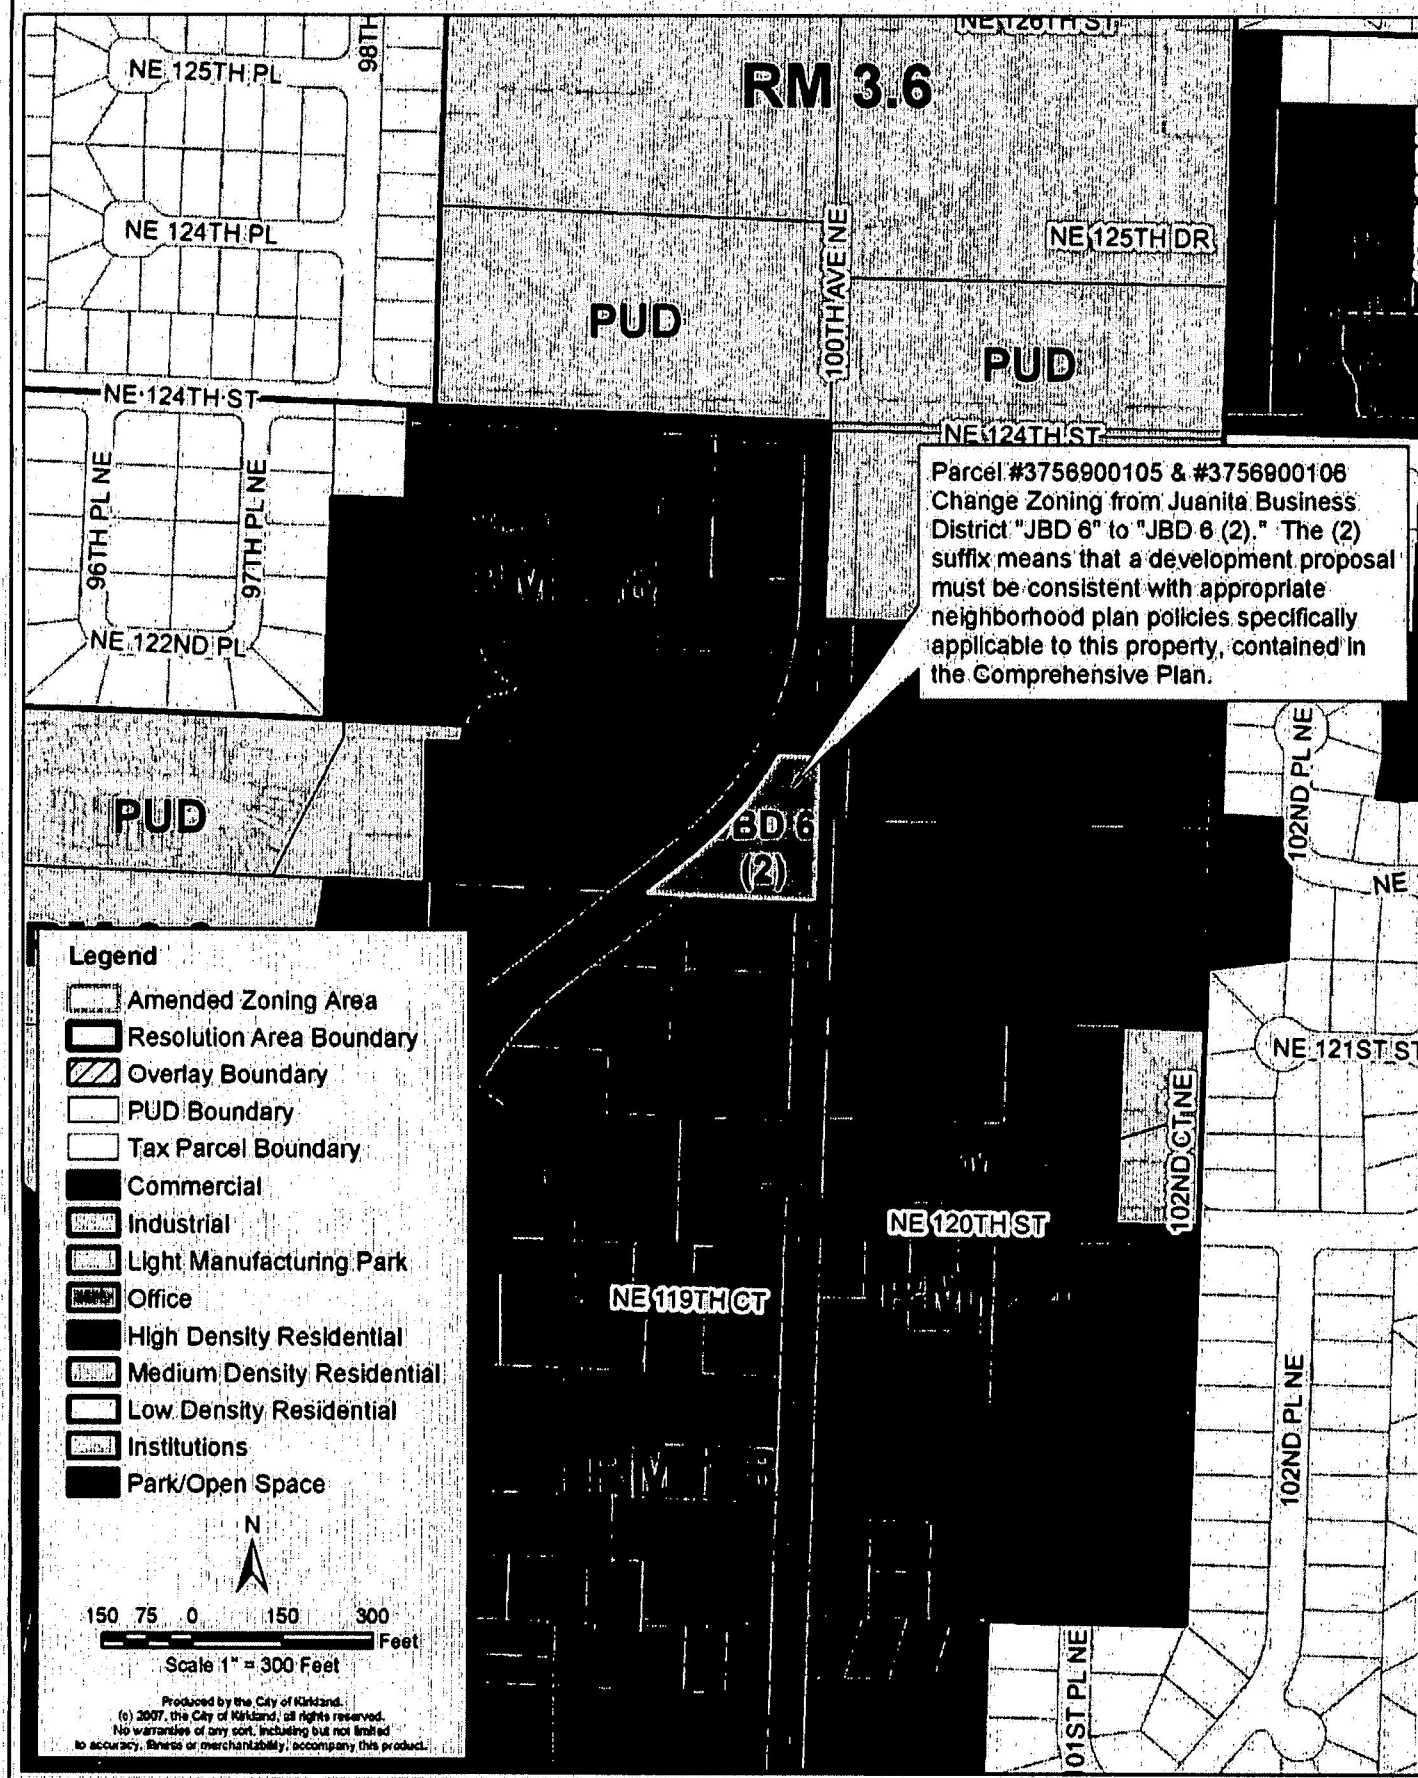 NE 126TH ST
98TH
NE 125TH PL
RM 3.6
NE 124TH PL
100TH AVE NE
NE 125TH DR
PUD
PUD
NE 124TH ST
NE 124TH ST
Parcel #3756900105 & #3756900106
Change Zoning from Juanita Business
District "JBD 6" to "JBD 6 (2)." The (2)
suffix means that a development proposal
must be consistent with appropriate
neighborhood plan policies specifically
applicable to this property, contained in
the Comprehensive Plan.
96TH PL NE
97TH PL NE
NE 122ND PL
102ND PL NE
PUD
BD 6
(2)
NE
Legend
Amended Zoning Area
Resolution Area Boundary
Overlay Boundary
PUD Boundary
Tax Parcel Boundary
Commercial
Industrial
Light Manufacturing Park
Office
High Density Residential
Medium Density Residential
Low Density Residential
Institutions
Park/Open Space
NE 121ST ST
102ND CT NE
NE 120TH ST
NE 119TH CT
102ND PL NE
N
150 75 0 150 300
Feet
Scale 1" = 300 Feet
01ST PL NE
Produced by the City of Kirkland.
(c) 2007, the City of Kirkland, all rights reserved.
No warranties of any sort, including but not limited
to accuracy, fitness or merchantability, accompany this product.